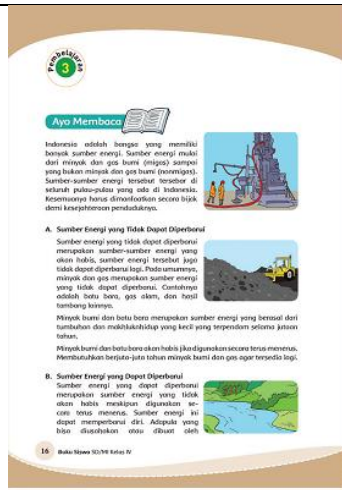 Pembelajaran
3
Ayo Membaca
Indonesia adalah bangsa yang memiliki
banyak sumber energi. Sumber energi mulai
dari minyak dan gas bumi (migas) sampai
yang bukan minyak dan gas bumi (nonmigas).
Sumber-sumber energi tersebut tersebar di
seluruh pulau-pulau yang ada di Indonesia.
Kesemuanya harus dimanfaatkan secara bijak
demi kesejahteraan penduduknya.
A. Sumber Energi yang Tidak Dapat Diperbarui
Sumber energi yang tidak dapat diperbarui
merupakan sumber-sumber energi yang
akan habis, sumber energi tersebut juga
tidak dapat diperbarui lagi. Pada umumnya,
minyak dan gas merupakan sumber energi
yang tidak dapat diperbarui. Contohnya
adalah batu bara, gas alam, dan hasil
tambang lainnya.
Minyak bumi dan batu bara merupakan sumber energi yang berasal dari
tumbuhan dan makhlukhidup yang kecil yang terpendam selama jutaan
tahun.
Minyak bumi dan batu bara akan habis jika digunakan secara terus menerus.
Membutuhkan berjuta-juta tahun minyak bumi dan gas agar tersedia lagi.
B. Sumber Energi yang Dapat Diperbarui
Sumber energi yang dapat diperbarui
merupakan sumber energi yang tidak
akan habis meskipun digunakan se-
cara terus menerus. Sumber energi ini
dapat memperbarui diri. Adapula yang
bisa diusahakan atau dibuat oleh
16 Buku Siswa SD/MI Kelas IV